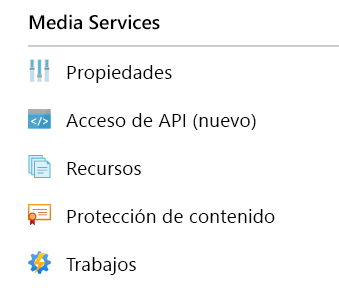 Media Services
Propiedades
Acceso de API (nuevo)
Recursos
Protección de contenido
Trabajos